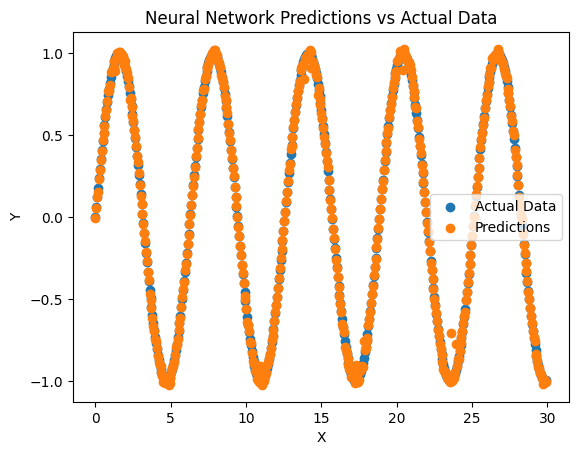 Neural Network Predictions vs Actual Data
1.0
0.5
0.0
−0.5
−1.0
Y
Actual Data
Predictions
0 5 10 15 20 25 30
X